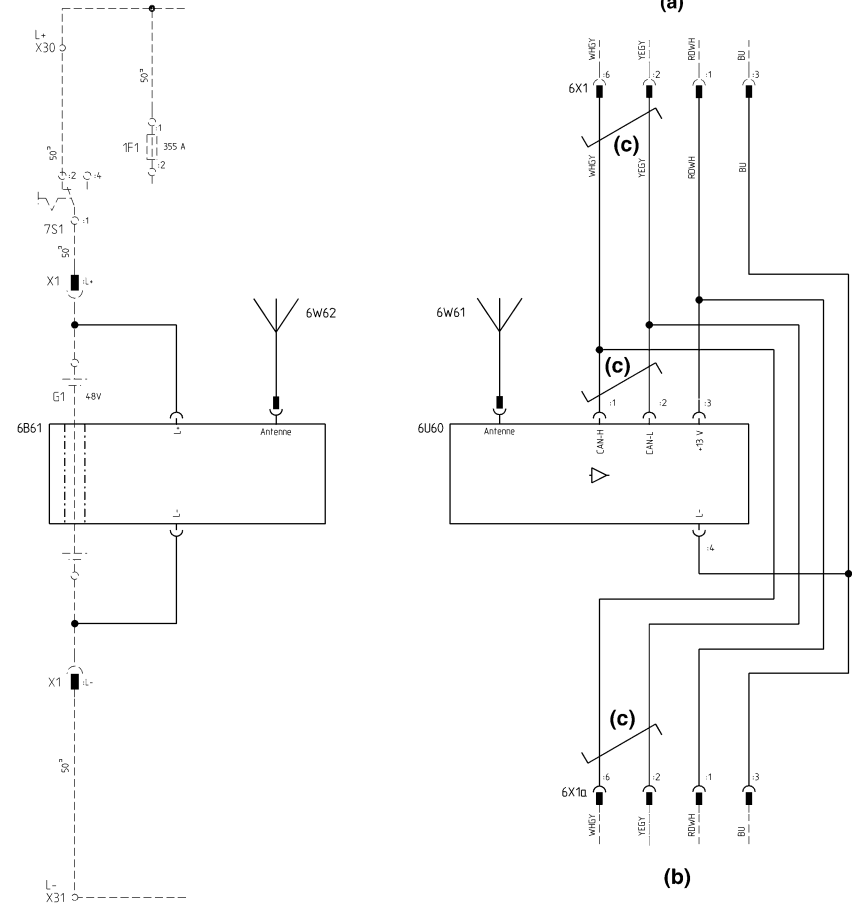 (a)
L+
X30
50²
50²
:1
1F1
355 A
:2
:2
:4
7S1
:1
50²
X1
:L+
G1
48V
6B61
L+
L-
6W62
Antenne
X1
:L-
50²
L-
X31
WHGY
YEGY
RDWH
BU
6X1
:6
:2
:1
:3
(c)
WHGY
YEGY
RDWH
BU
6W61
(c)
6U60
Antenne
:1
:2
:3
CAN-H
CAN-L
+13 V
L-
:4
(c)
6X1a
:6
:2
:1
:3
WHGY
YEGY
RDWH
BU
(b)